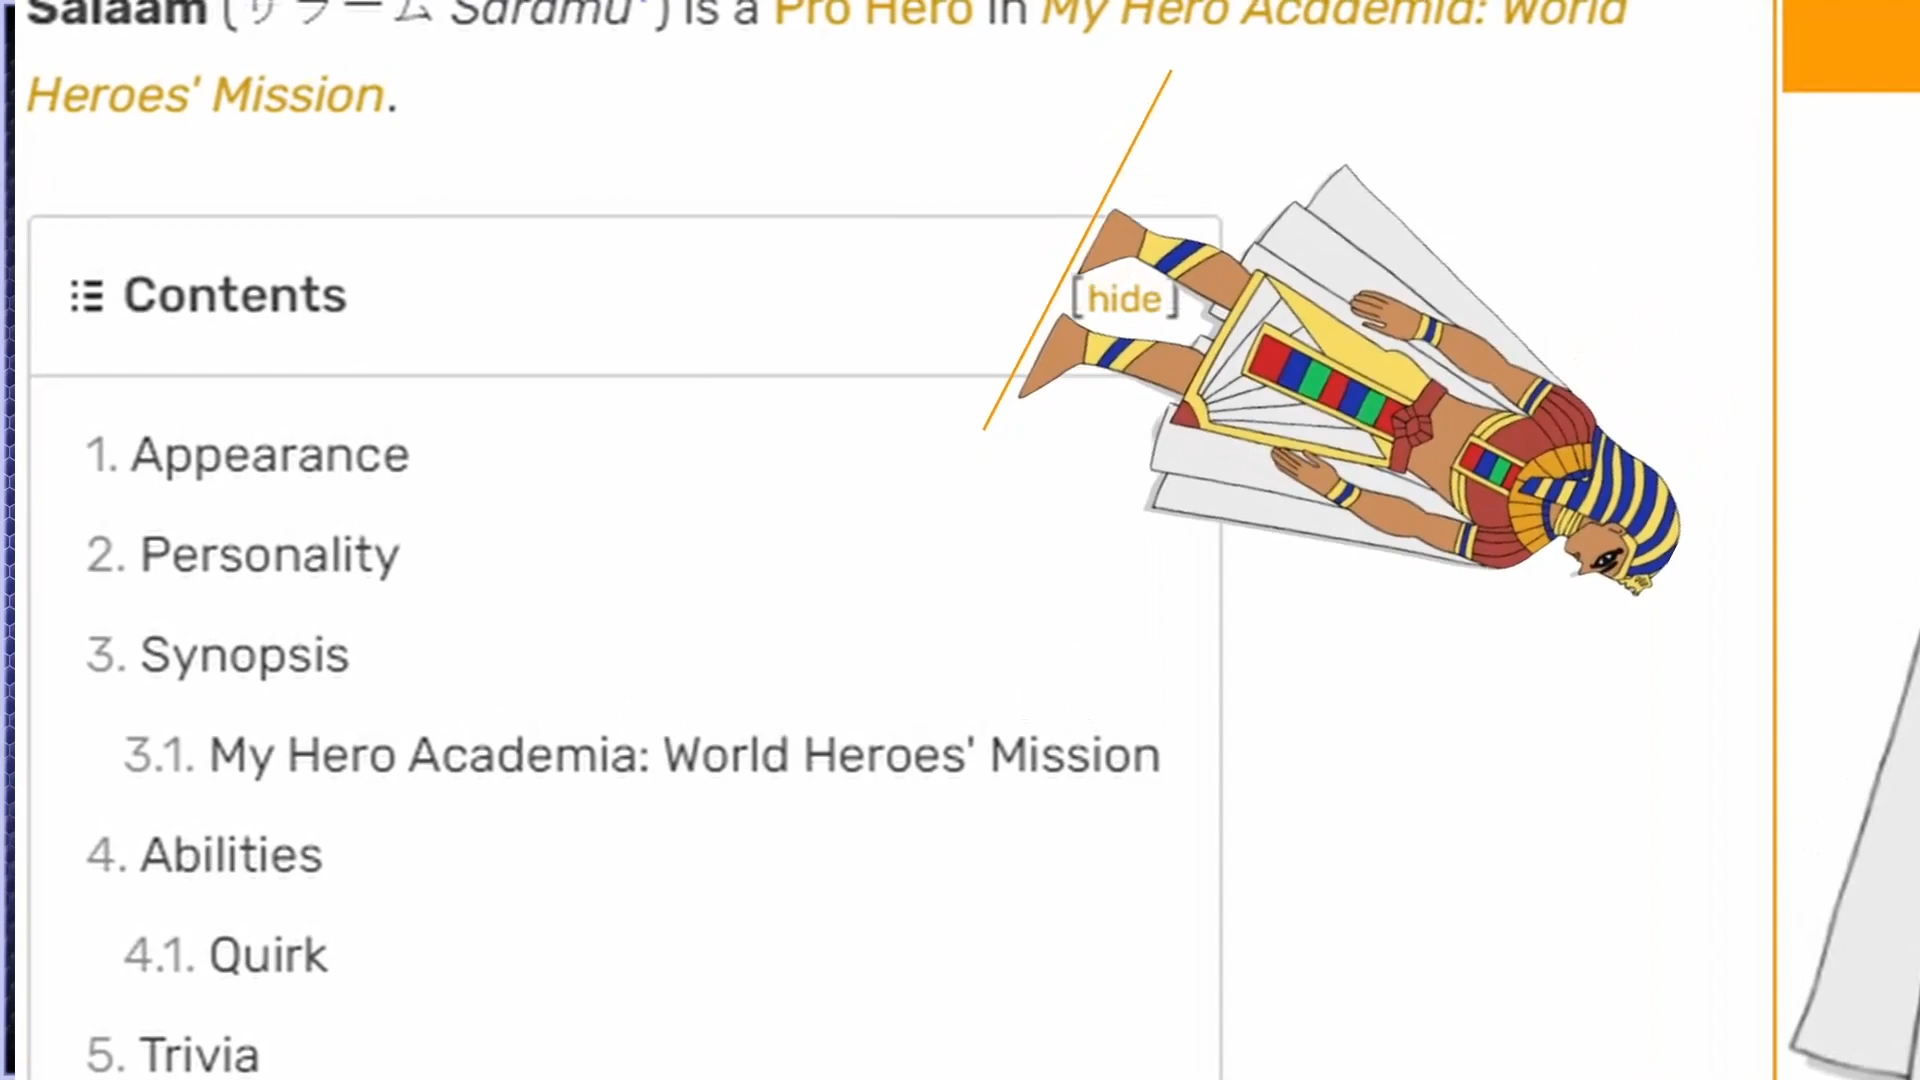 Salaam (サラーム Sarāmu?) is a Pro Hero in My Hero Academia: World
Heroes' Mission.
Contents
[hide]
1. Appearance
2. Personality
3. Synopsis
3.1. My Hero Academia: World Heroes' Mission
4. Abilities
4.1. Quirk
5. Trivia